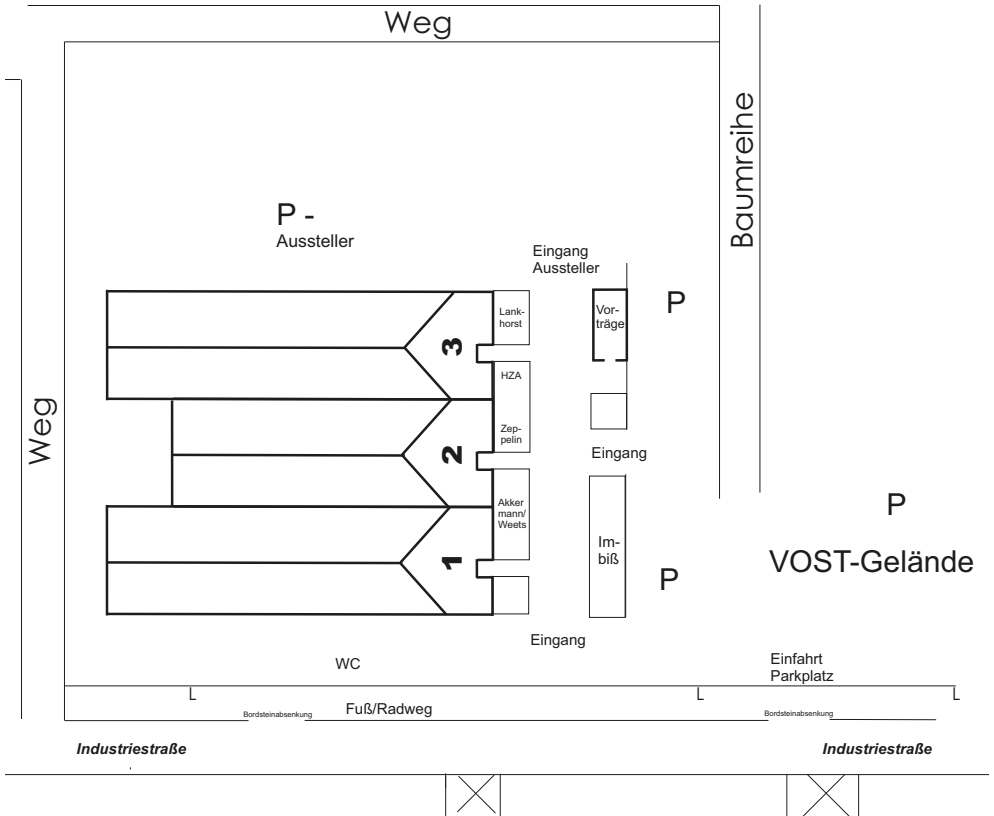 Weg
Baumreihe
P -
Aussteller
Eingang
Aussteller
Lank-
horst
Vor-
träge
P
3
HZA
Weg
Zep-
pelin
2
Eingang
Akker
mann/
Weets
P
Im-
biß
VOST-Gelände
1
P
Eingang
WC
Einfahrt
Parkplatz
L
L
L
Bordsteinabsenkung
Fuß/Radweg
Bordsteinabsenkung
Industriestraße
Industriestraße